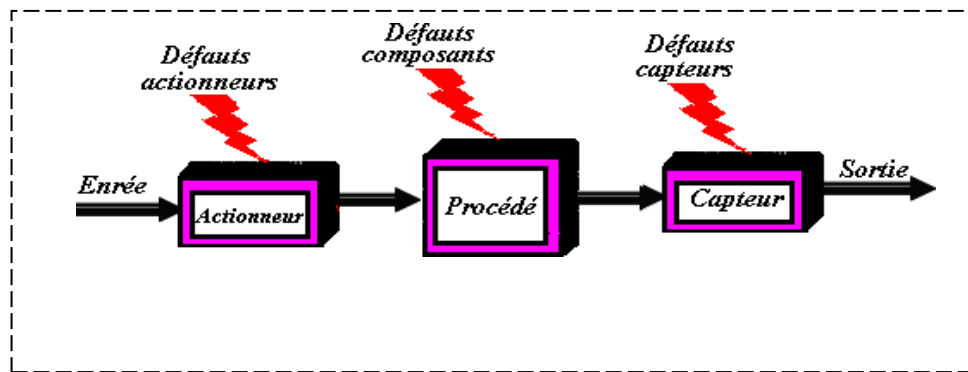 Défauts
actionneurs
Défauts
composants
Défauts
capteurs
Enrée
Actionneur
Procédé
Capteur
Sortie